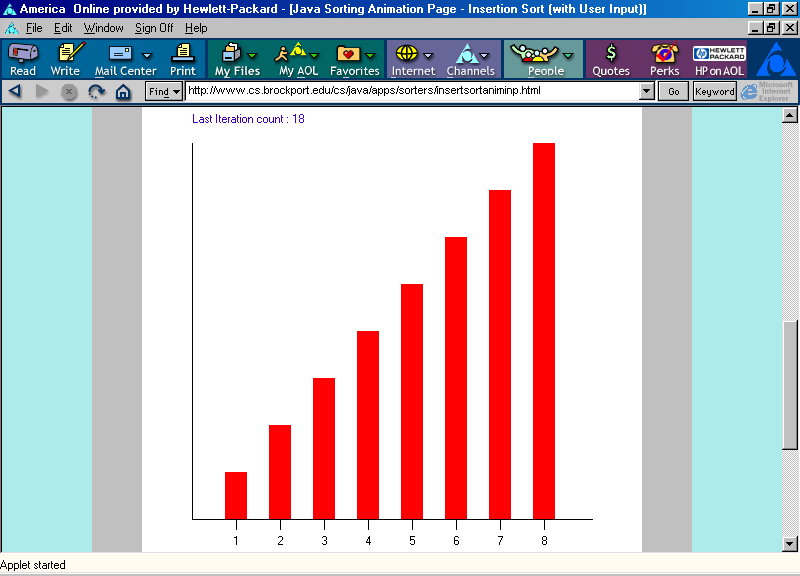 America Online provided by Hewlett-Packard - [Java Sorting Animation Page - Insertion Sort (with User Input)]
File Edit Window Sign Off Help
Read Write Mail Center Print My Files My AOL Favorites Internet Channels People Quotes Perks HP on AOL
HEWLETT PACKARD
Find http://www.cs.brockport.edu/cs/java/apps/sorters/insertsortaniminp.html Go Keyword
Microsoft Internet Explorer
Last Iteration count : 18
1 2 3 4 5 6 7 8
Applet started